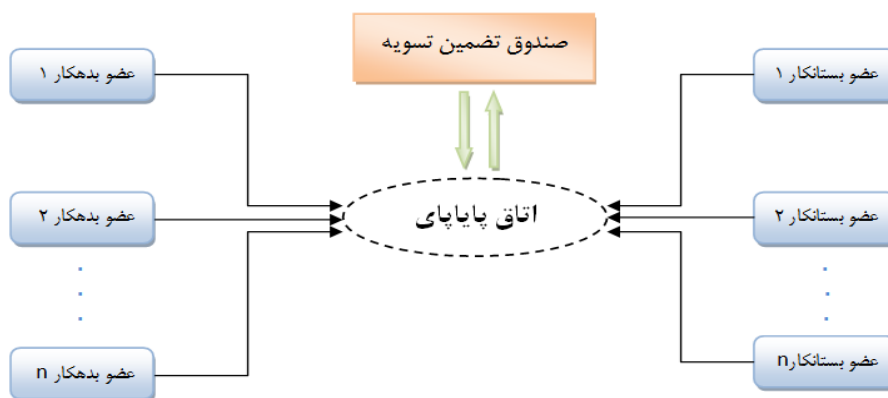 صندوق تضمین تسویه
عضو بستانکار ۱
عضو بدهکار ۱
عضو بستانکار ۲
اتاق پایاپای
عضو بدهکار ۲
عضو بستانکارn
عضو بدهکار n